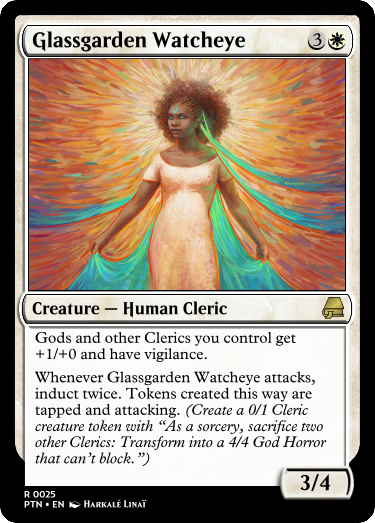 Glassgarden Watcheye 3
Creature — Human Cleric
Gods and other Clerics you control get
+1/+0 and have vigilance.
Whenever Glassgarden Watcheye attacks,
induct twice. Tokens created this way are
tapped and attacking. (Create a 0/1 Cleric
creature token with “As a sorcery, sacrifice two
other Clerics: Transform into a 4/4 God Horror
that can’t block.”)
3/4
R 0025
PTN • EN Harkalé Linaï